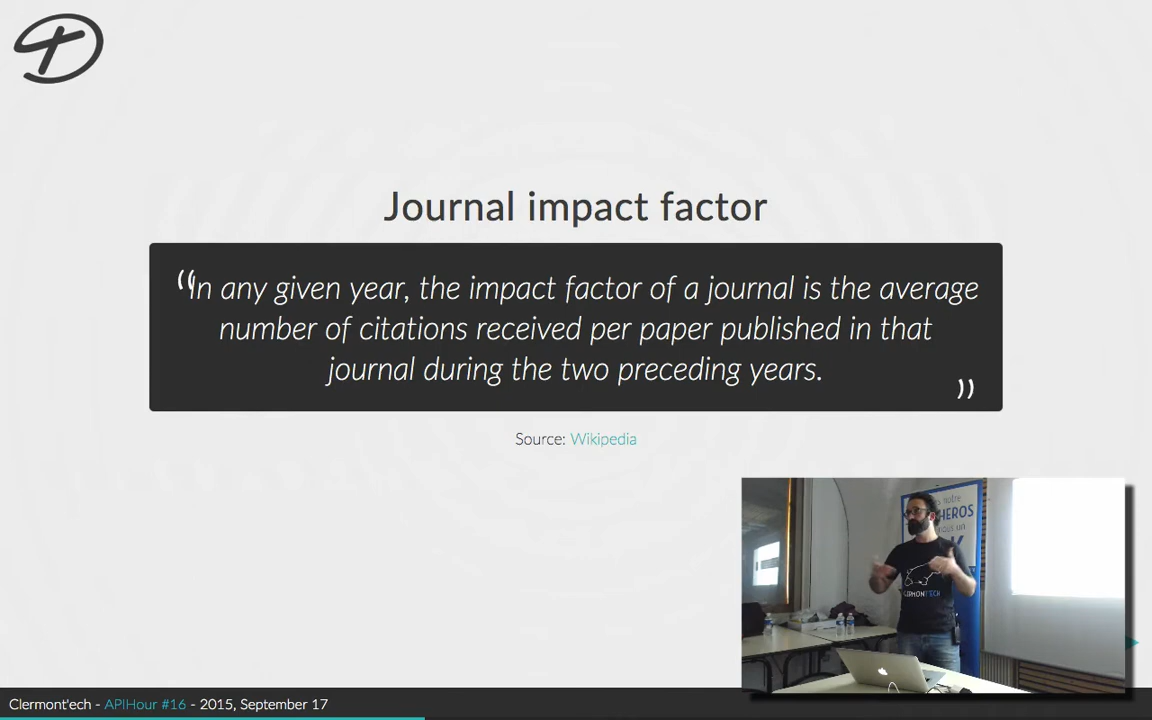 Journal impact factor
“In any given year, the impact factor of a journal is the average
number of citations received per paper published in that
journal during the two preceding years.
”
Source: Wikipedia
notre
HEROS
un
CLERMONT'ECH
Clermont'ech - APIHour #16 - 2015, September 17